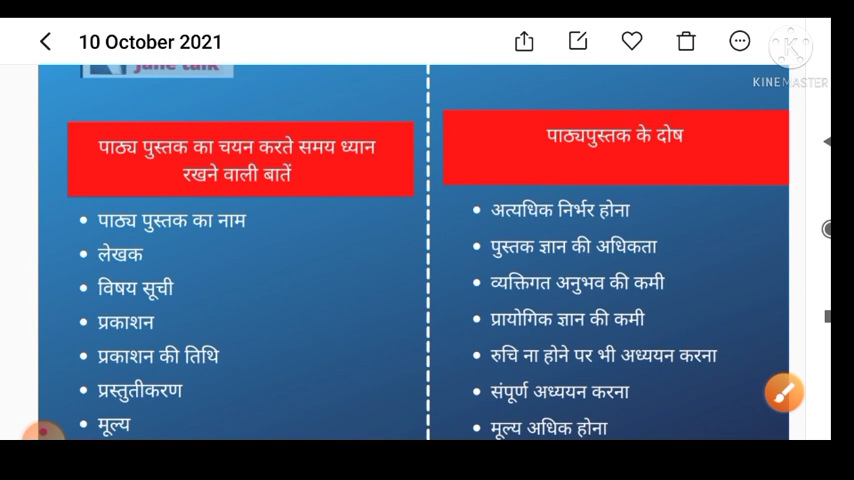 10 October 2021
KINEMASTER
पाठ्य पुस्तक का चयन करते समय ध्यान
रखने वाली बातें
• पाठ्य पुस्तक का नाम
• लेखक
• विषय सूची
• प्रकाशन
• प्रकाशन की तिथि
• प्रस्तुतीकरण
• मूल्य
पाठ्यपुस्तक के दोष
• अत्यधिक निर्भर होना
• पुस्तक ज्ञान की अधिकता
• व्यक्तिगत अनुभव की कमी
• प्रायोगिक ज्ञान की कमी
• रुचि ना होने पर भी अध्ययन करना
• संपूर्ण अध्ययन करना
• मूल्य अधिक होना